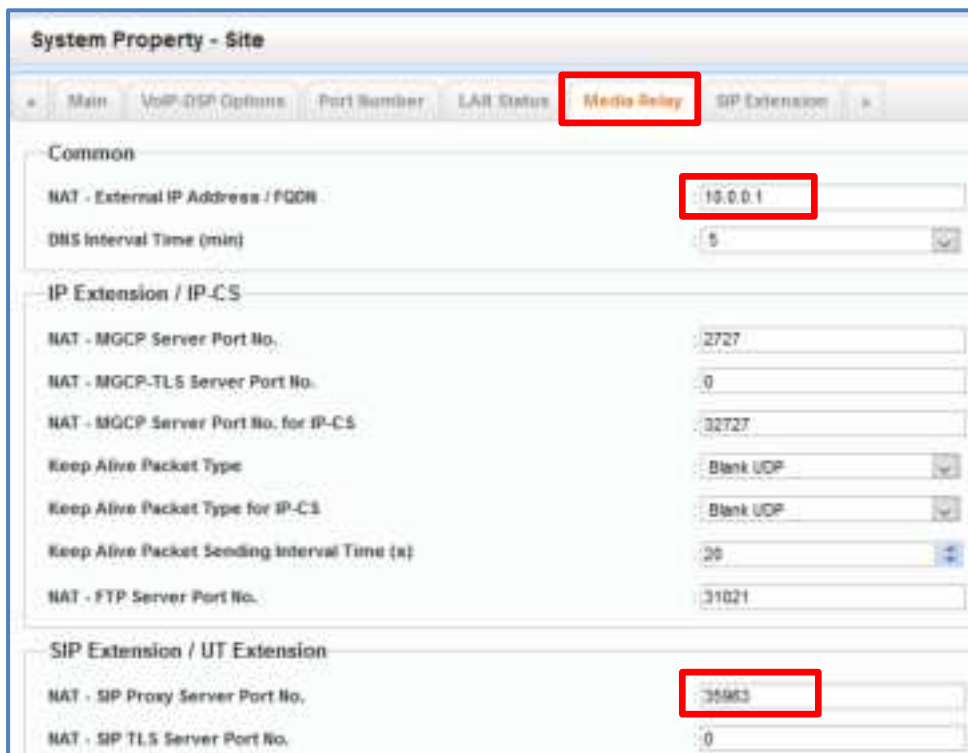 System Property - Site
« Main VoIP-DSP Options Port Number LAN Status Media Relay SIP Extension »
Common
NAT - External IP Address / FQDN : 10.0.0.1
DNS Interval Time (min) : 5
IP Extension / IP-CS
NAT - MGCP Server Port No. : 2727
NAT - MGCP-TLS Server Port No. : 0
NAT - MGCP Server Port No. for IP-CS : 32727
Keep Alive Packet Type : Blank UDP
Keep Alive Packet Type for IP-CS : Blank UDP
Keep Alive Packet Sending Interval Time (s) : 20
NAT - FTP Server Port No. : 31021
SIP Extension / UT Extension
NAT - SIP Proxy Server Port No. : 35963
NAT - SIP TLS Server Port No. : 0